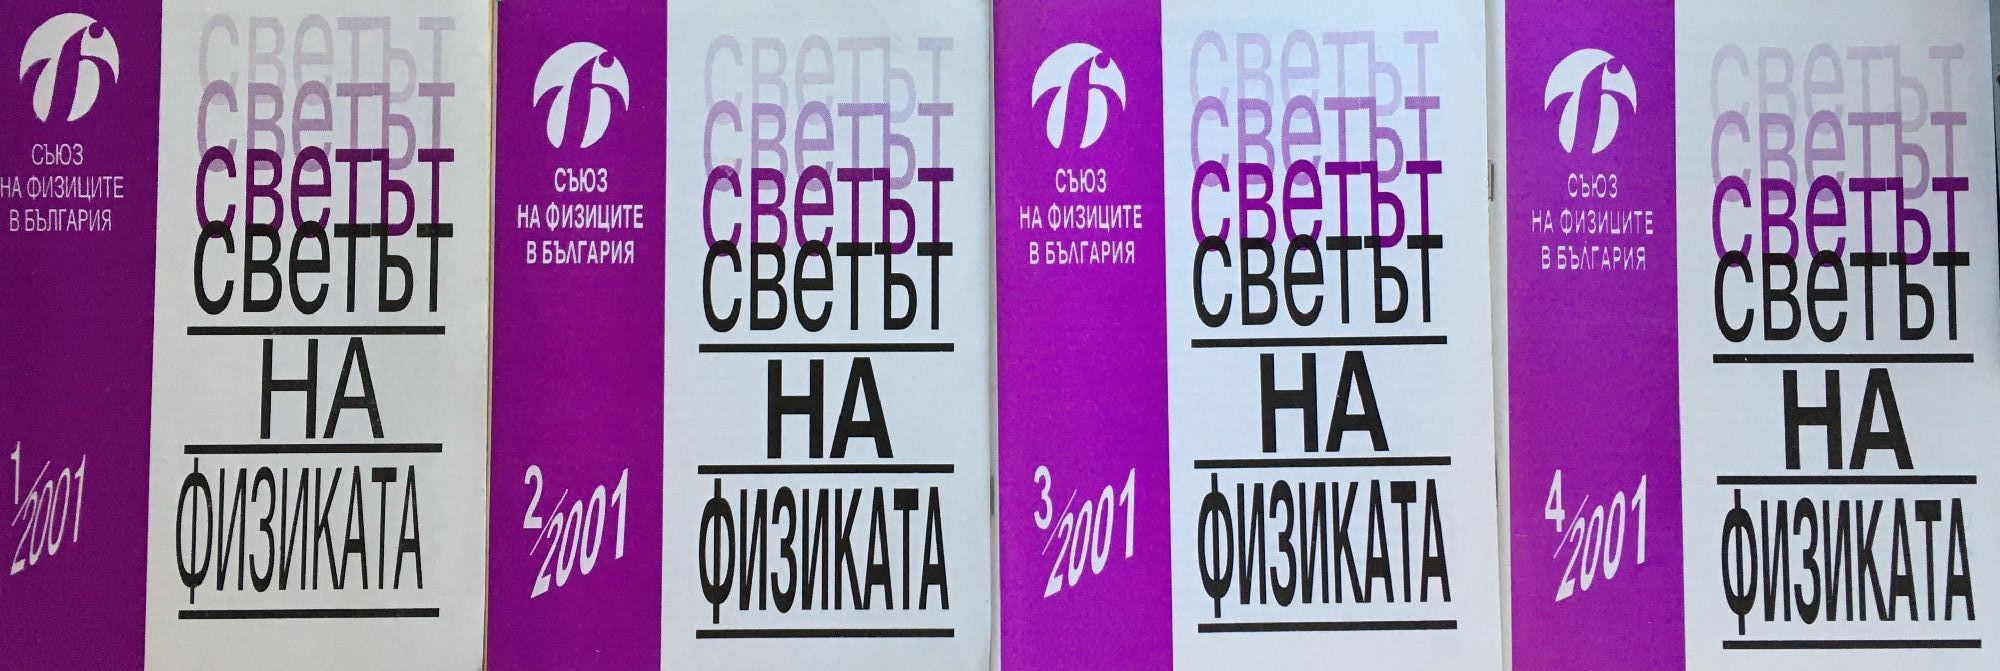 СЪЮЗ
НА ФИЗИЦИТЕ
В БЪЛГАРИЯ
1/2001
светът
светът
светът
светът
НА
ФИЗИКАТА
СЪЮЗ
НА ФИЗИЦИТЕ
В БЪЛГАРИЯ
2/2001
светът
светът
светът
светът
НА
ФИЗИКАТА
СЪЮЗ
НА ФИЗИЦИТЕ
В БЪЛГАРИЯ
3/2001
светът
светът
светът
светът
НА
ФИЗИКАТА
СЪЮЗ
НА ФИЗИЦИТЕ
В БЪЛГАРИЯ
4/2001
светът
светът
светът
светът
НА
ФИЗИКАТА